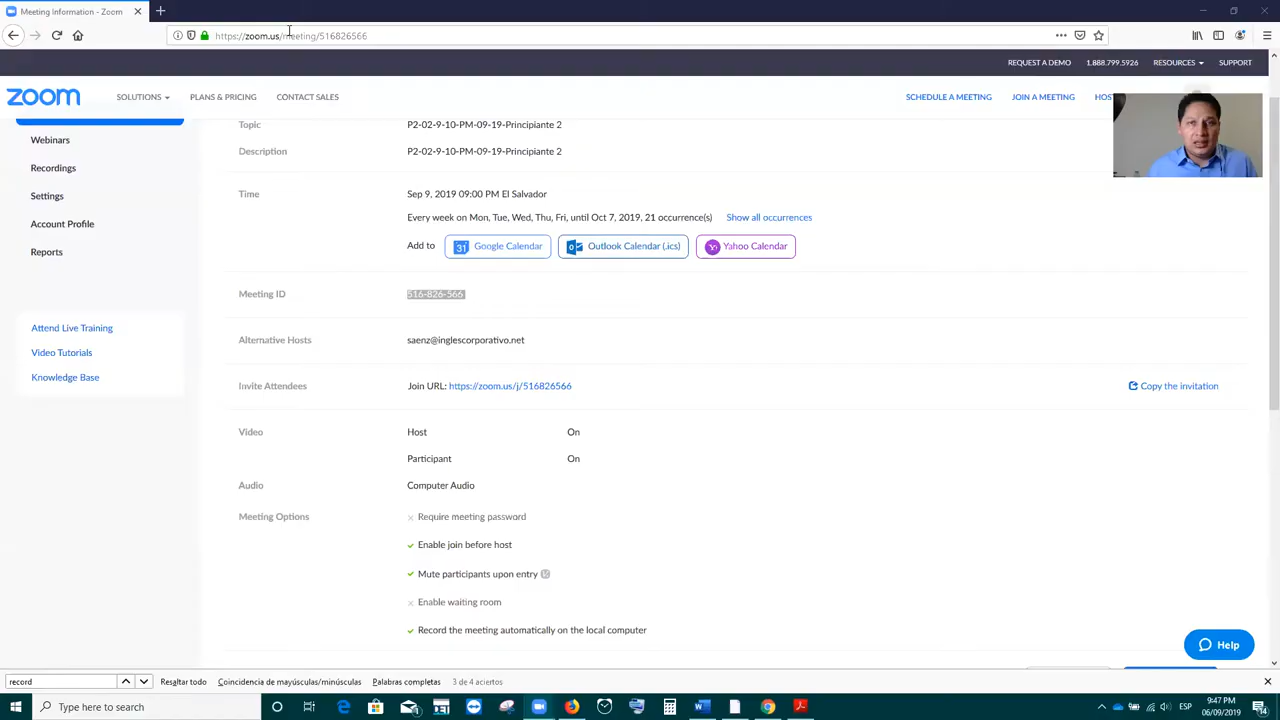 Meeting Information - Zoom
https://zoom.us/meeting/516826566
REQUEST A DEMO 1.888.799.5926 RESOURCES SUPPORT
zoom SOLUTIONS PLANS & PRICING CONTACT SALES SCHEDULE A MEETING JOIN A MEETING
Topic P2-02-9-10-PM-09-19-Principiante 2
Webinars
Description P2-02-9-10-PM-09-19-Principiante 2
Recordings
Settings
Time Sep 9, 2019 09:00 PM El Salvador
Every week on Mon, Tue, Wed, Thu, Fri, until Oct 7, 2019, 21 occurrence(s) Show all occurrences
Account Profile
Add to 31 Google Calendar Outlook Calendar (.ics) Yahoo Calendar
Reports
Meeting ID 516-826-566
Attend Live Training
Alternative Hosts saenz@inglescorporativo.net
Video Tutorials
Knowledge Base
Invite Attendees Join URL: https://zoom.us/j/516826566 Copy the invitation
Video Host On
Participant On
Audio Computer Audio
Meeting Options Require meeting password
Enable join before host
Mute participants upon entry
Enable waiting room
Record the meeting automatically on the local computer
Help
record Resaltar todo Coincidencia de mayúsculas/minúsculas Palabras completas 3 de 4 aciertos
Type here to search ESP 9:47 PM
06/09/2019 14